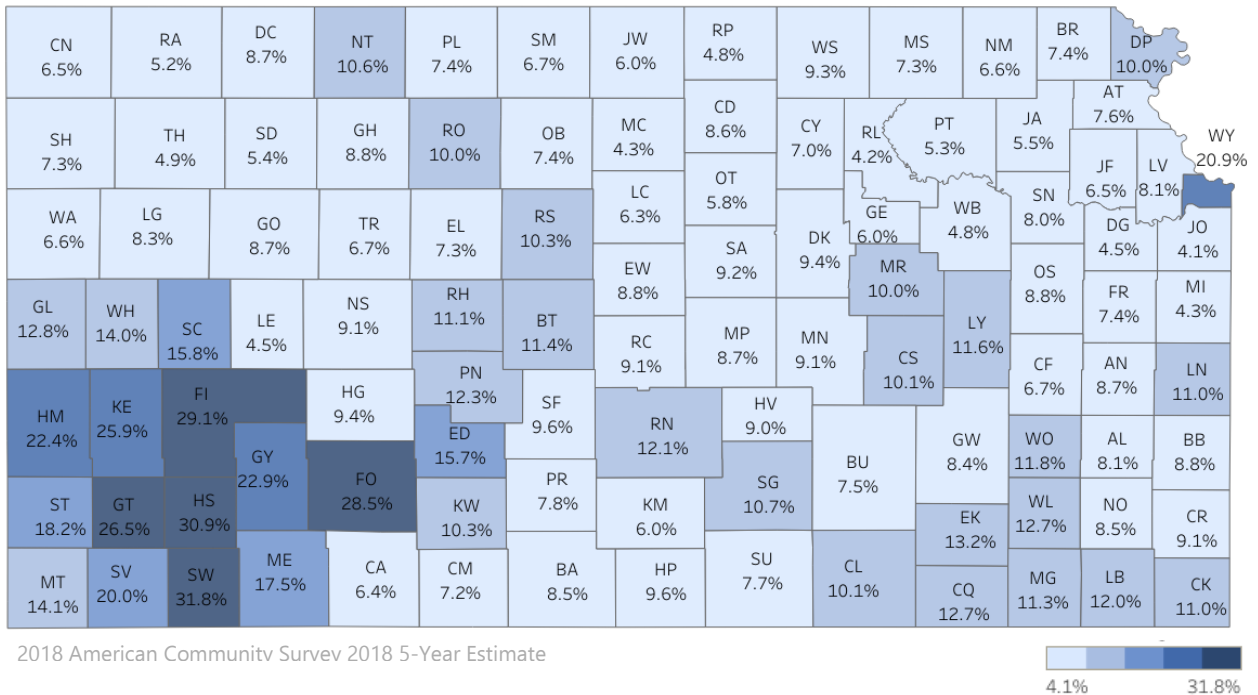 CN 6.5%
RA 5.2%
DC 8.7%
NT 10.6%
PL 7.4%
SM 6.7%
JW 6.0%
RP 4.8%
WS 9.3%
MS 7.3%
NM 6.6%
BR 7.4%
DP 10.0%
SH 7.3%
TH 4.9%
SD 5.4%
GH 8.8%
RO 10.0%
OB 7.4%
MC 4.3%
CD 8.6%
CY 7.0%
RL 4.2%
PT 5.3%
JA 5.5%
AT 7.6%
WY 20.9%
LC 6.3%
OT 5.8%
JF 6.5%
LV 8.1%
WA 6.6%
LG 8.3%
GO 8.7%
TR 6.7%
EL 7.3%
RS 10.3%
GE 6.0%
WB 4.8%
SN 8.0%
DG 4.5%
JO 4.1%
EW 8.8%
SA 9.2%
DK 9.4%
MR 10.0%
OS 8.8%
FR 7.4%
MI 4.3%
GL 12.8%
WH 14.0%
SC 15.8%
LE 4.5%
NS 9.1%
RH 11.1%
BT 11.4%
RC 9.1%
MP 8.7%
MN 9.1%
CS 10.1%
LY 11.6%
CF 6.7%
AN 8.7%
LN 11.0%
HM 22.4%
KE 25.9%
FI 29.1%
HG 9.4%
PN 12.3%
SF 9.6%
RN 12.1%
HV 9.0%
GW 8.4%
WO 11.8%
AL 8.1%
BB 8.8%
GY 22.9%
FO 28.5%
ED 15.7%
PR 7.8%
SG 10.7%
BU 7.5%
ST 18.2%
GT 26.5%
HS 30.9%
KW 10.3%
KM 6.0%
EK 13.2%
WL 12.7%
NO 8.5%
CR 9.1%
MT 14.1%
SV 20.0%
SW 31.8%
ME 17.5%
CA 6.4%
CM 7.2%
BA 8.5%
HP 9.6%
SU 7.7%
CL 10.1%
CQ 12.7%
MG 11.3%
LB 12.0%
CK 11.0%
2018 American Community Survey 2018 5-Year Estimate
4.1% 31.8%